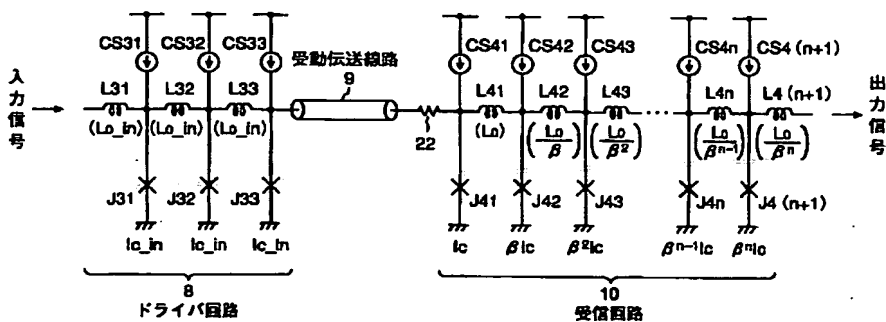 CS31 CS32 CS33
CS41 CS42 CS43 CS4n CS4(n+1)
受動伝送線路
9
入力信号
L31 L32 L33
(Lo_in) (Lo_in) (Lo_in)
22
L41 L42 L43 L4n L4(n+1)
(Lo) (Lo/β) (Lo/β²) ····· (Lo/βⁿ⁻¹) (Lo/βⁿ)
出力信号
J31 J32 J33
J41 J42 J43 J4n J4(n+1)
Ic_in Ic_in Ic_in
Ic βIc β²Ic βⁿ⁻¹Ic βⁿIc
8
ドライバ回路
10
受信回路